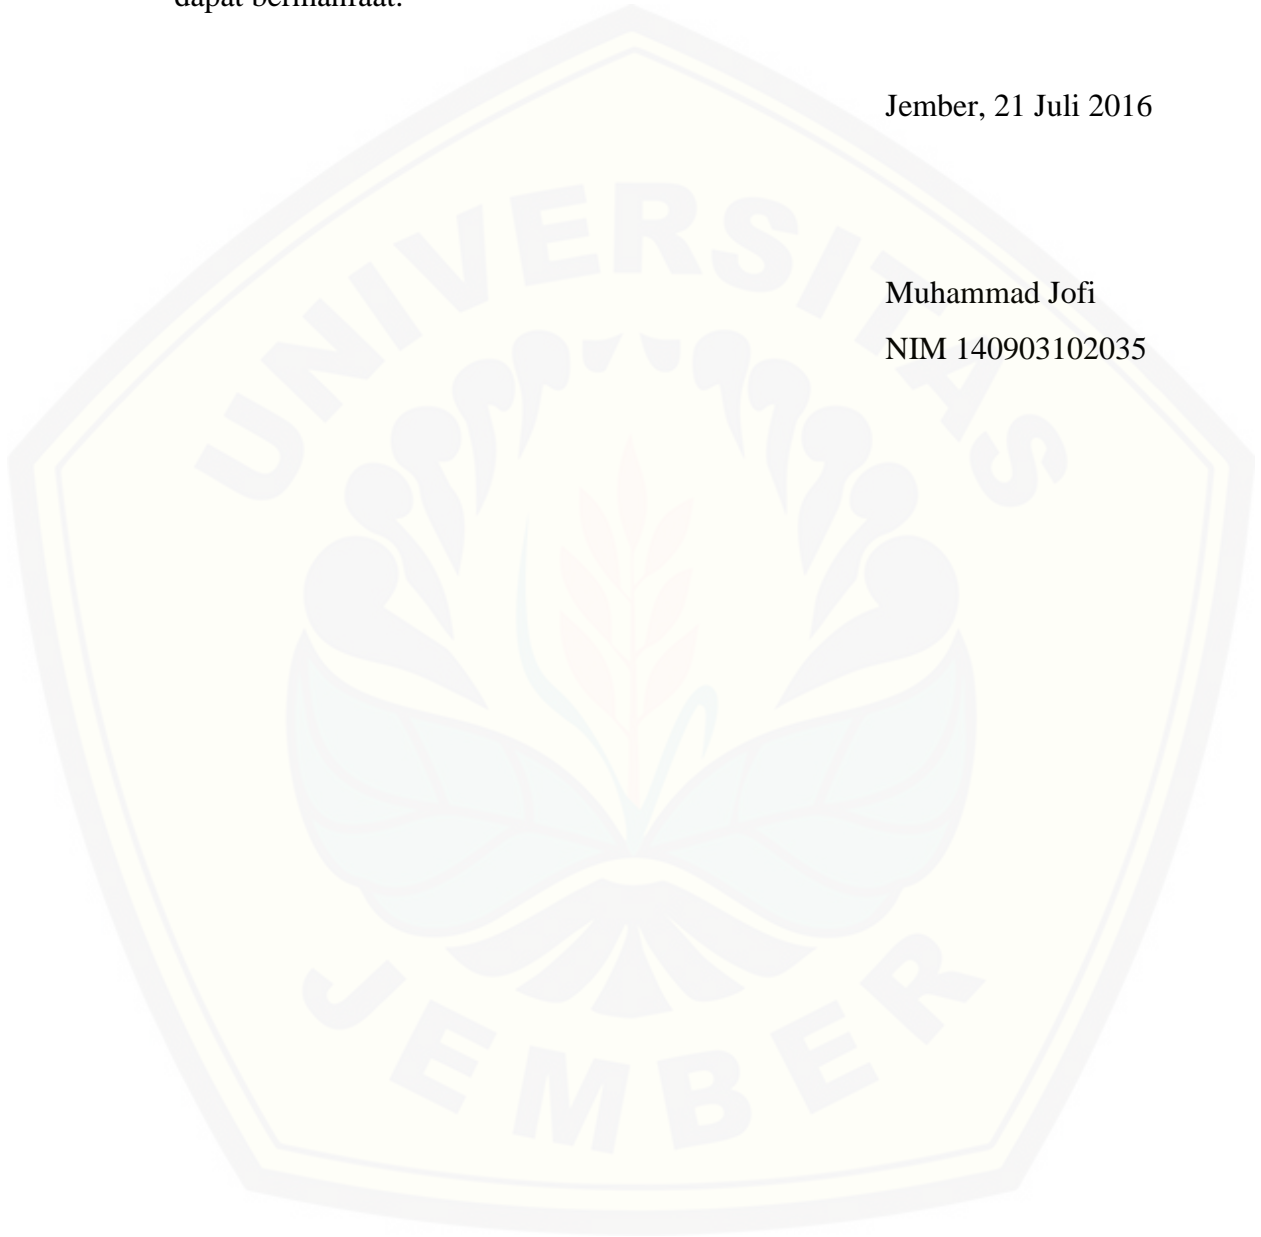 dapat bermanfaat.
Jember, 21 Juli 2016
Muhammad Jofi
NIM 140903102035
UNIVERSITAS
JEMBER